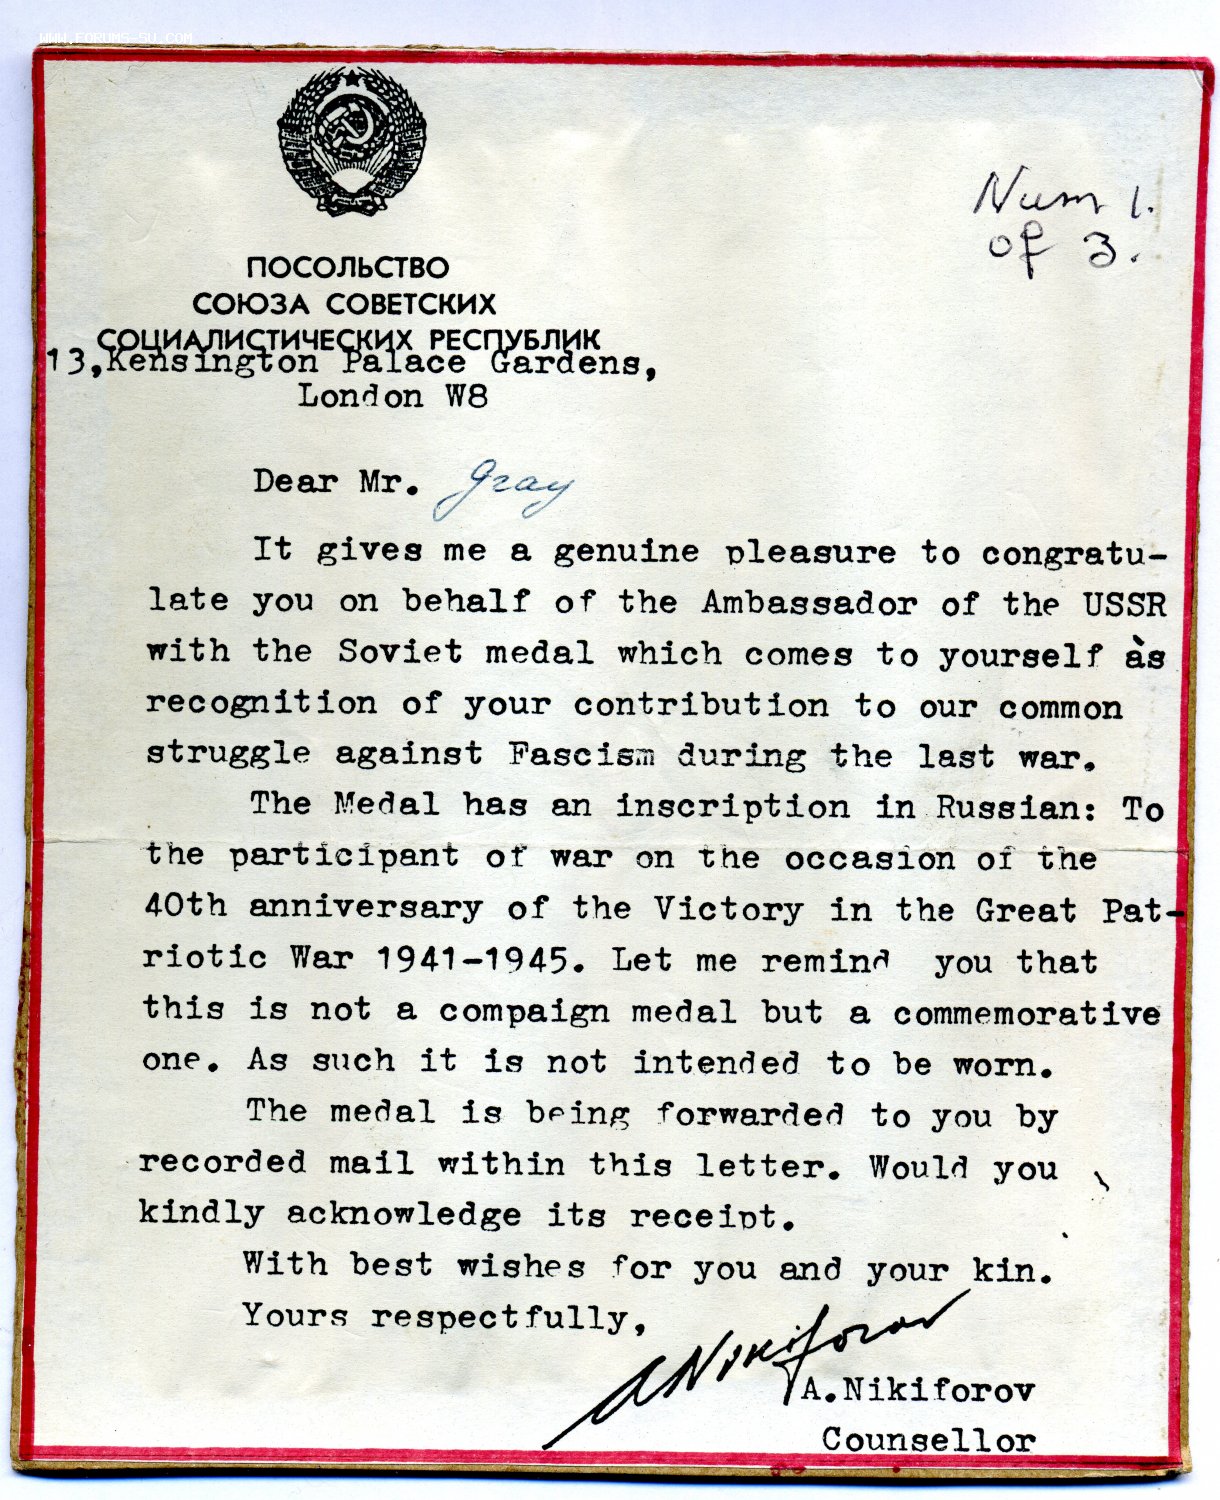 WWW.FORUMS-SU.COM
Num 1.
of 3.
ПОСОЛЬСТВО
СОЮЗА СОВЕТСКИХ
СОЦИАЛИСТИЧЕСКИХ РЕСПУБЛИК
13,Kensington Palace Gardens,
London W8
Dear Mr. Gray
It gives me a genuine pleasure to congratu-
late you on behalf of the Ambassador of the USSR
with the Soviet medal which comes to yourself as
recognition of your contribution to our common
struggle against Fascism during the last war.
The Medal has an inscription in Russian: To
the participant of war on the occasion of the
40th anniversary of the Victory in the Great Pat-
riotic War 1941-1945. Let me remind you that
this is not a compaign medal but a commemorative
one. As such it is not intended to be worn.
The medal is being forwarded to you by
recorded mail within this letter. Would you
kindly acknowledge its receipt.
With best wishes for you and your kin.
Yours respectfully,
ANikiforov
A.Nikiforov
Counsellor